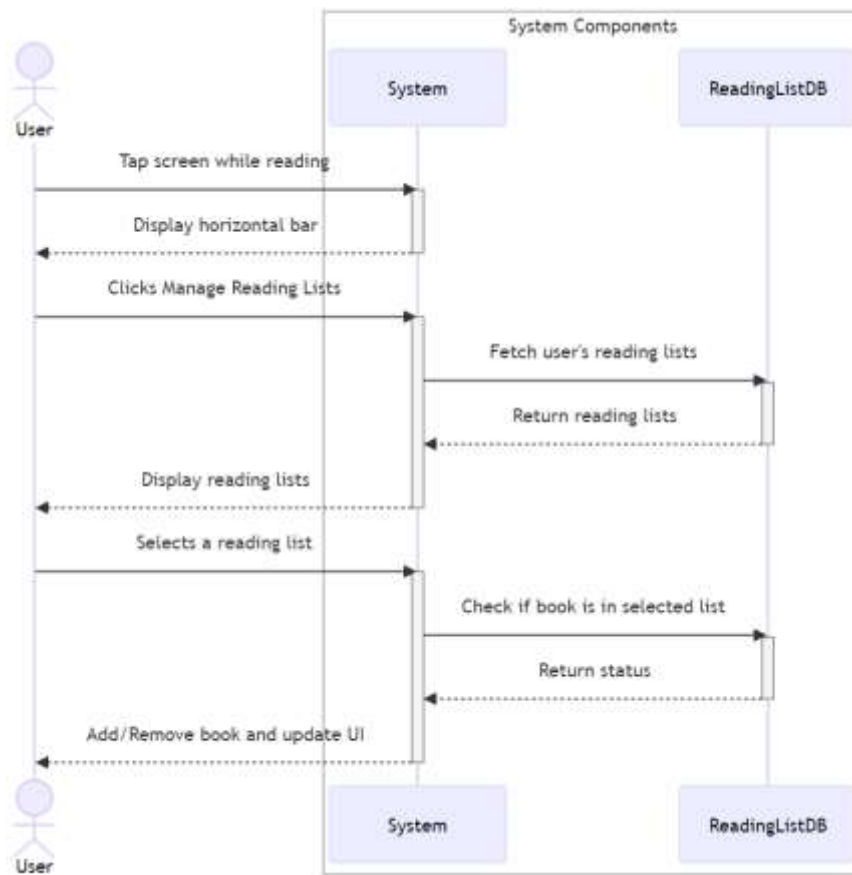 System Components
User
System
ReadingListDB
Tap screen while reading
Display horizontal bar
Clicks Manage Reading Lists
Fetch user's reading lists
Return reading lists
Display reading lists
Selects a reading list
Check if book is in selected list
Return status
Add/Remove book and update UI
User
System
ReadingListDB